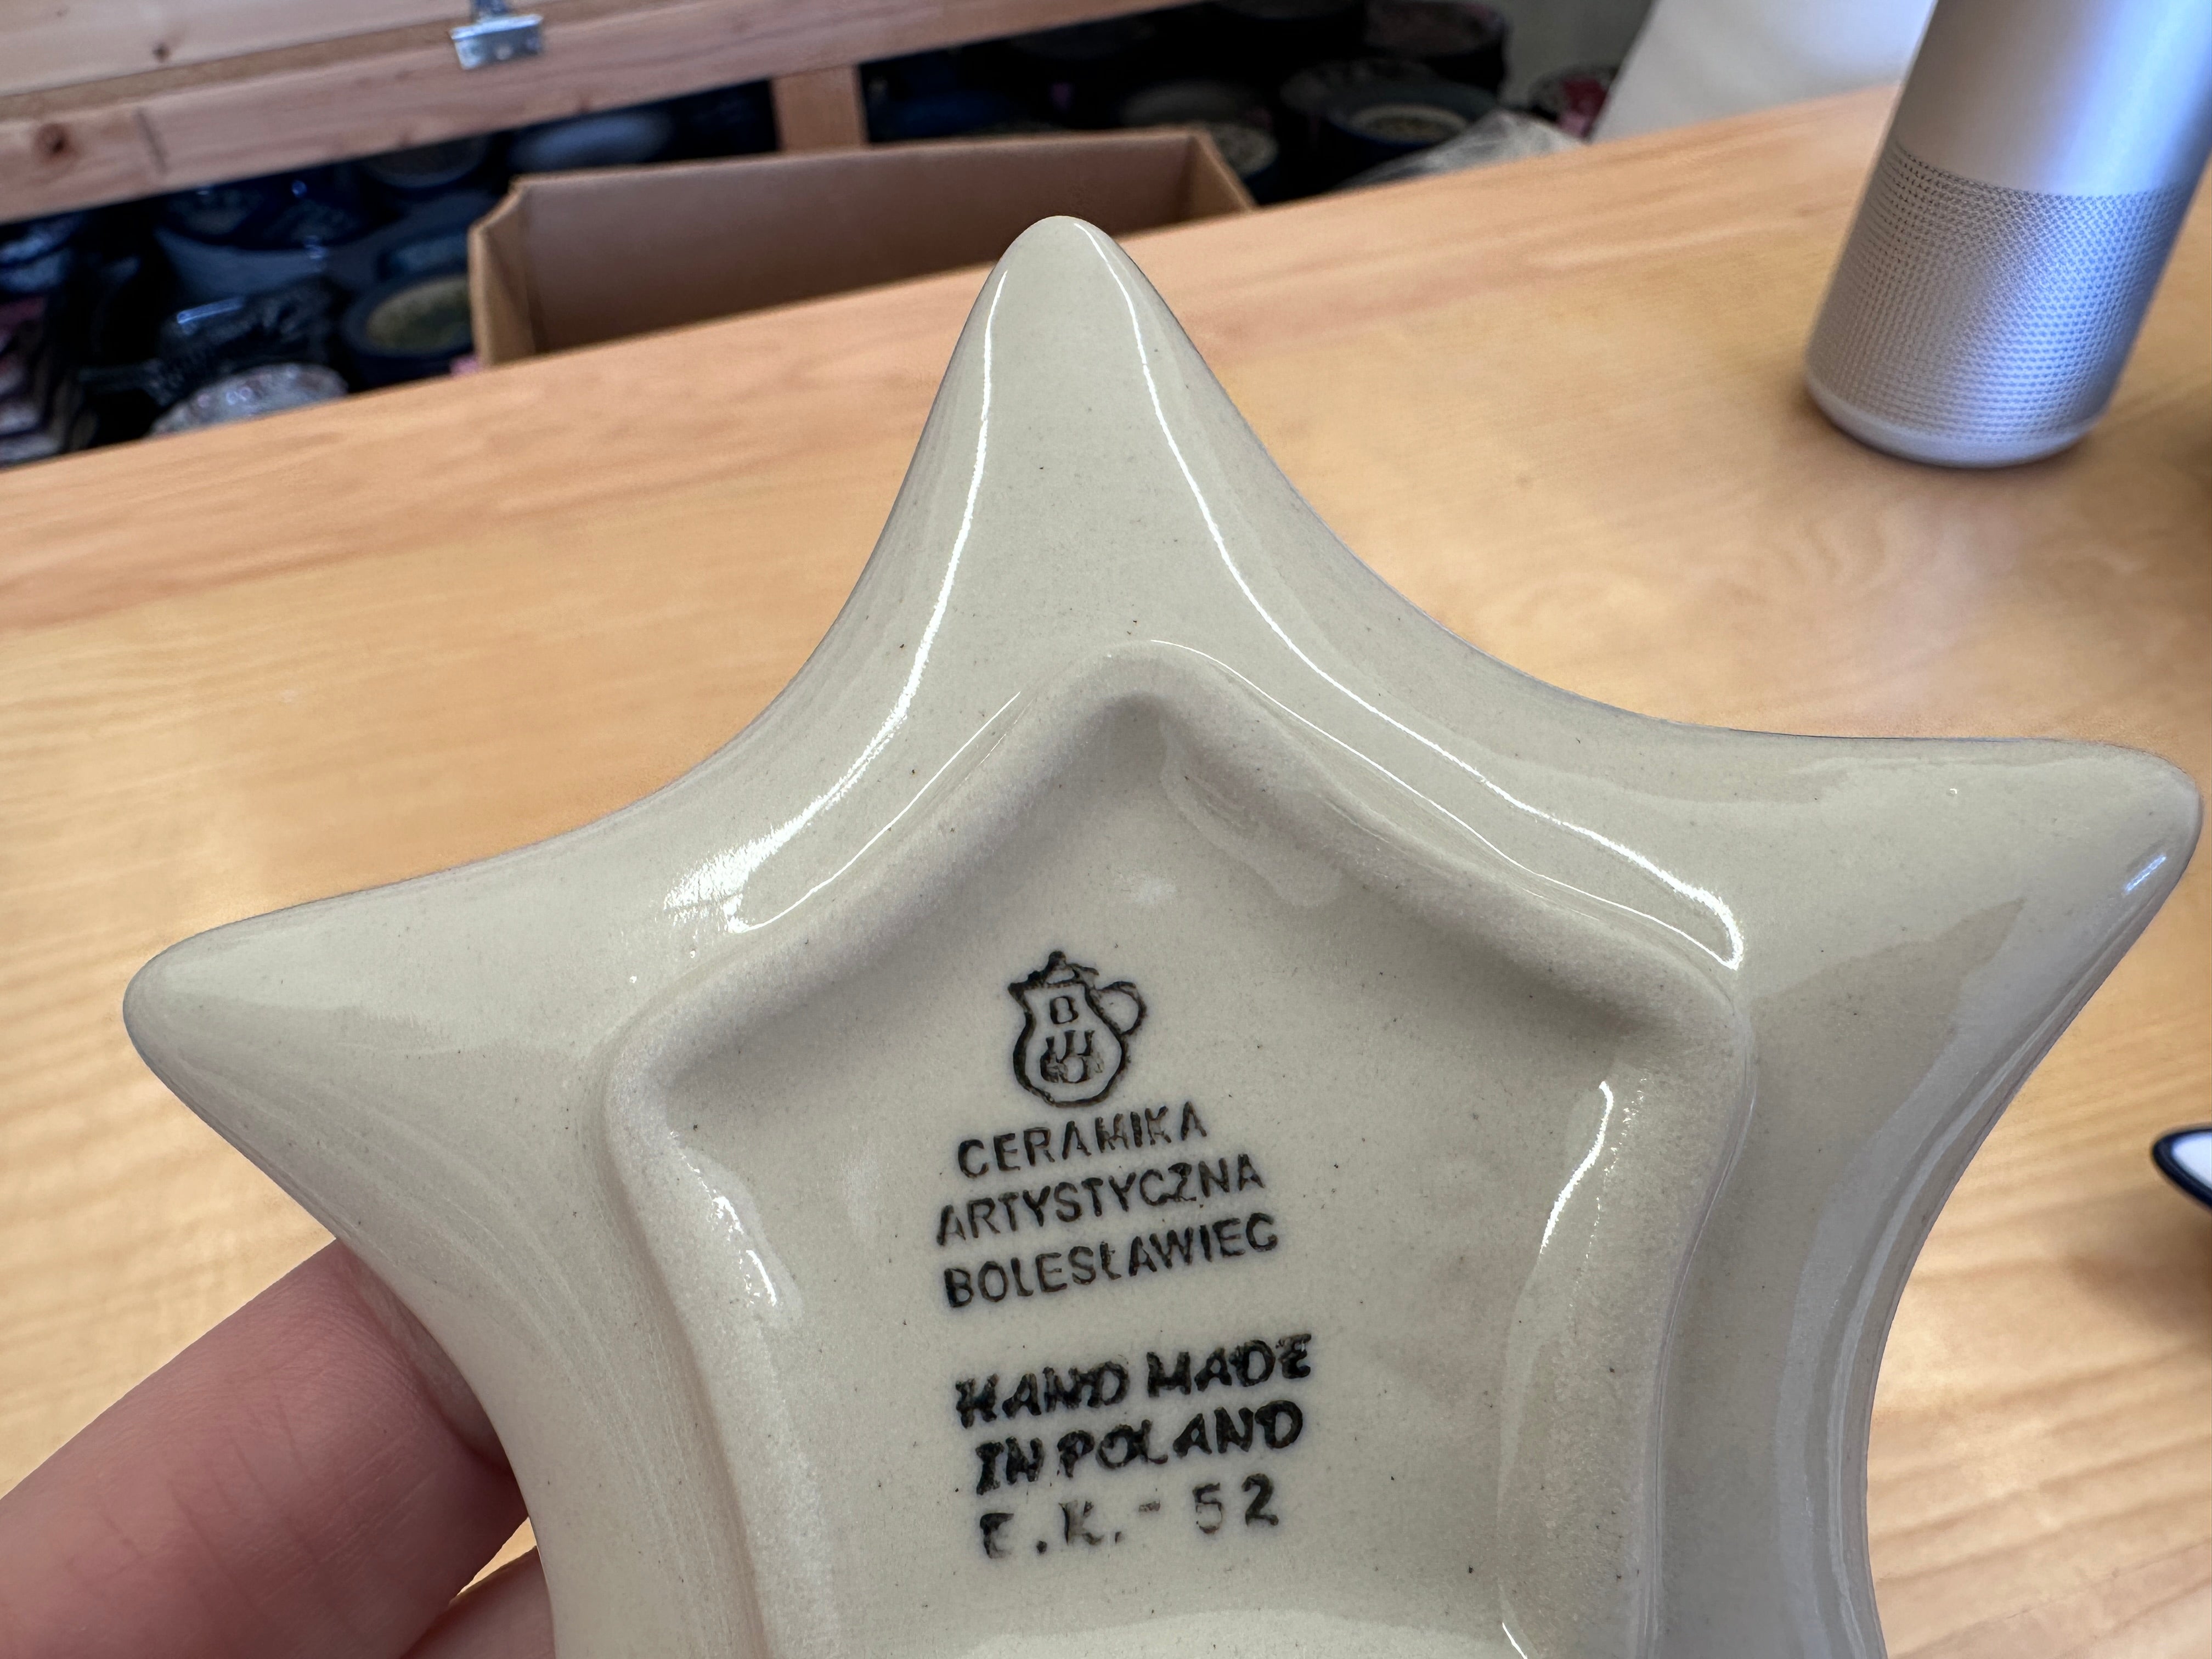 B
CERAMIKA
ARTYSTYCZNA
BOLESŁAWIEC
HAND MADE
IN POLAND
E.K.- 52